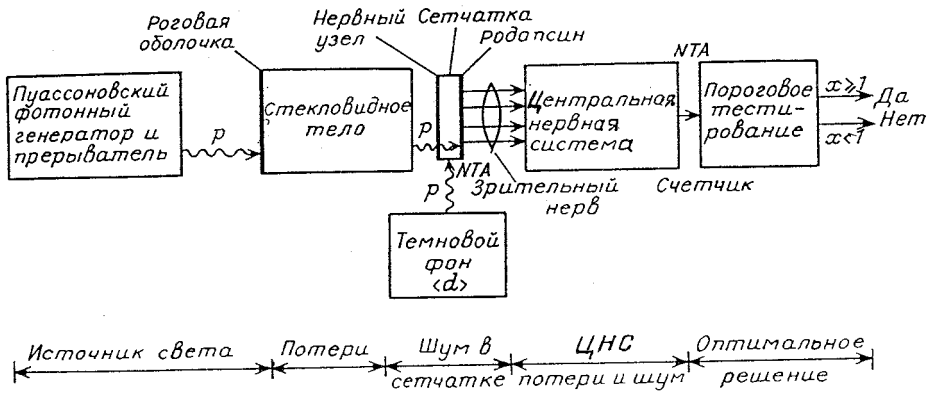 Роговая
оболочка
Нервный
узел
Сетчатка
Родапсин
NTA
Пуассоновский
фотонный
генератор и
прерыватель
p
Стекловидное
тело
p
Центральная
нервная
система
Пороговое
тести-
рование
x≥1
x<1
Да
Нет
NTA
p
Зрительный
нерв
Счетчик
Темновой
фон
<d>
Источник света
Потери
Шум в
сетчатке
ЦНС
потери и шум
Оптимальное
решение